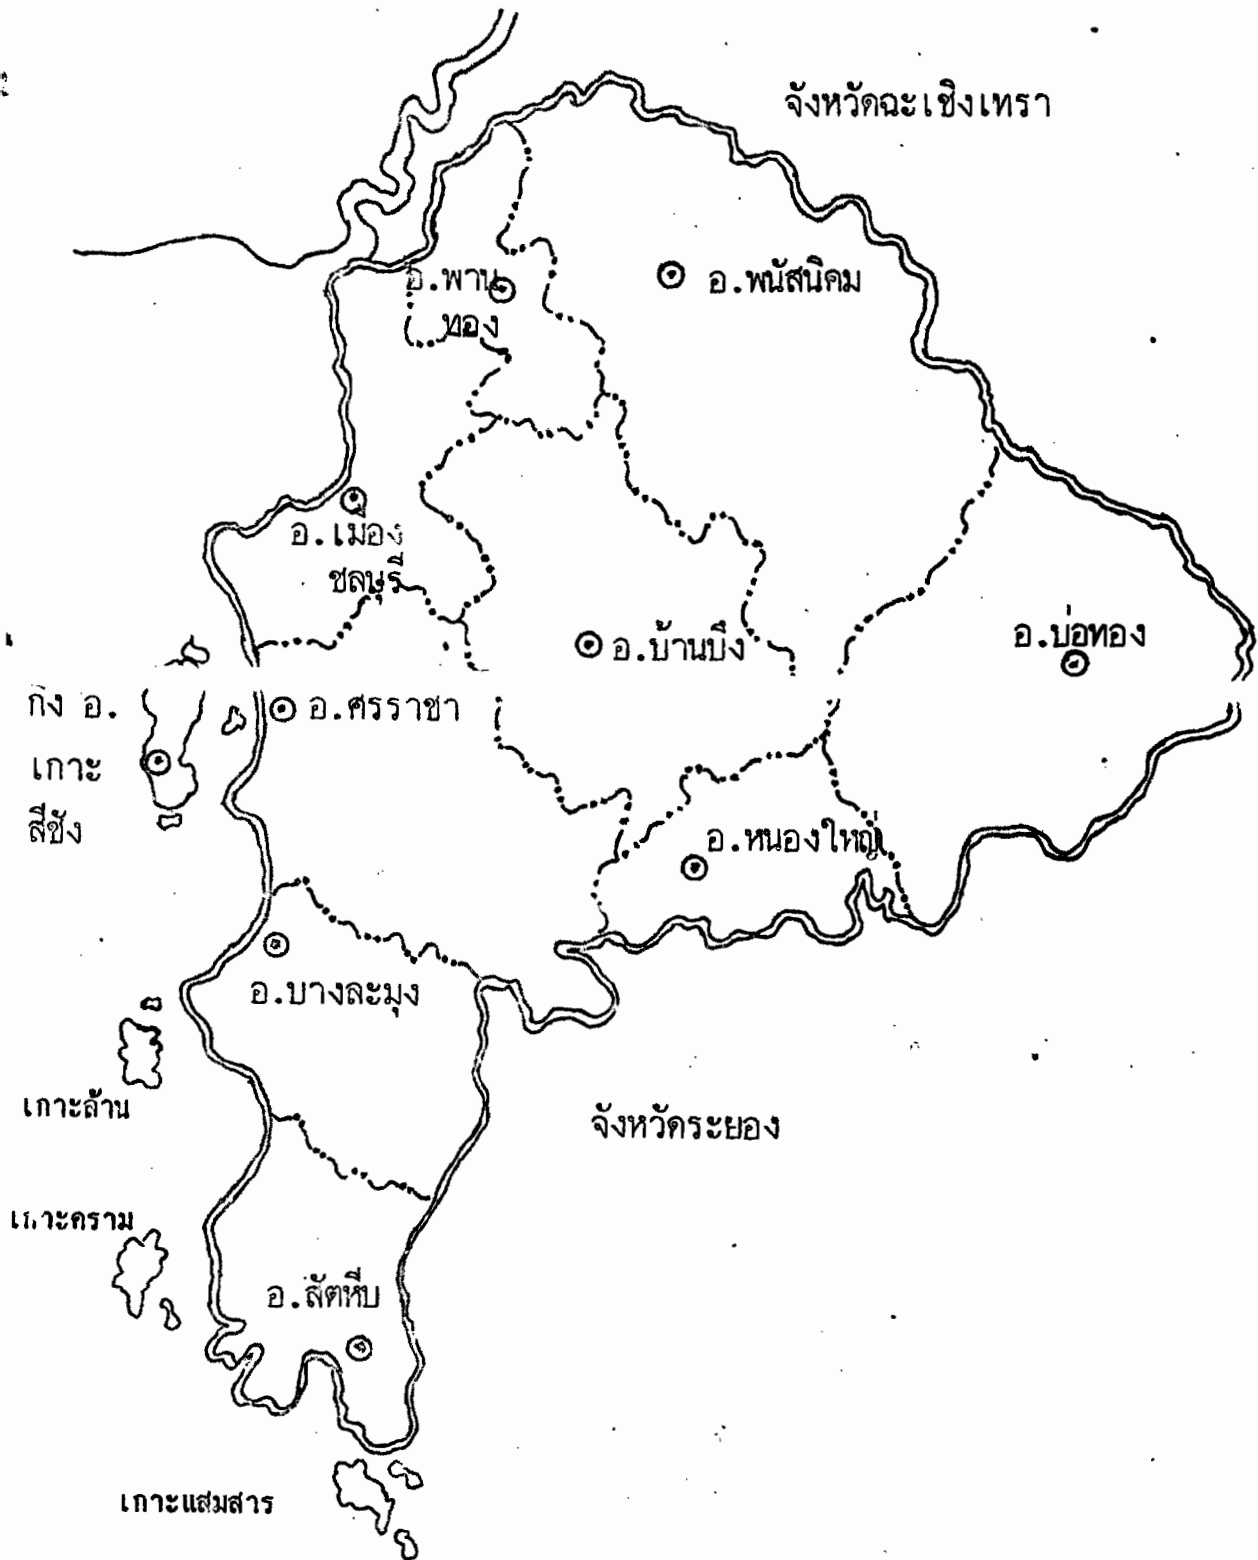 จังหวัดฉะเชิงเทรา
อ.พาน
ทอง
อ.พนัสนิคม
อ.เมือง
ชลบุรี
อ.บ้านบึง
อ.บ่อทอง
กิ่ง อ.
เกาะ
สีชัง
อ.ศรราชา
อ.หนองใหญ่
อ.บางละมุง
เกาะล้าน
จังหวัดระยอง
เกาะคราม
อ.สัตหีบ
เกาะแสมสาร